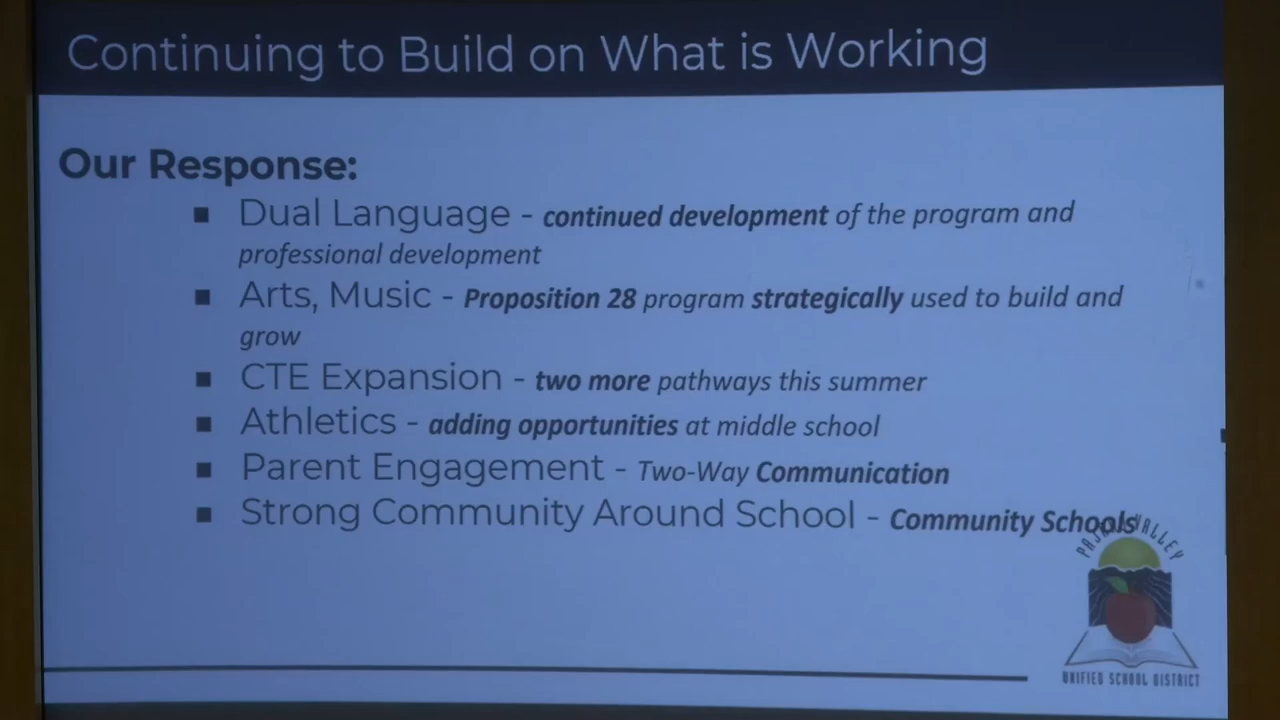 Continuing to Build on What is Working
Our Response:
■ Dual Language - continued development of the program and
professional development
■ Arts, Music - Proposition 28 program strategically used to build and
grow
■ CTE Expansion - two more pathways this summer
■ Athletics - adding opportunities at middle school
■ Parent Engagement - Two-Way Communication
■ Strong Community Around School - Community Schools
PAJARO VALLEY
UNIFIED SCHOOL DISTRICT